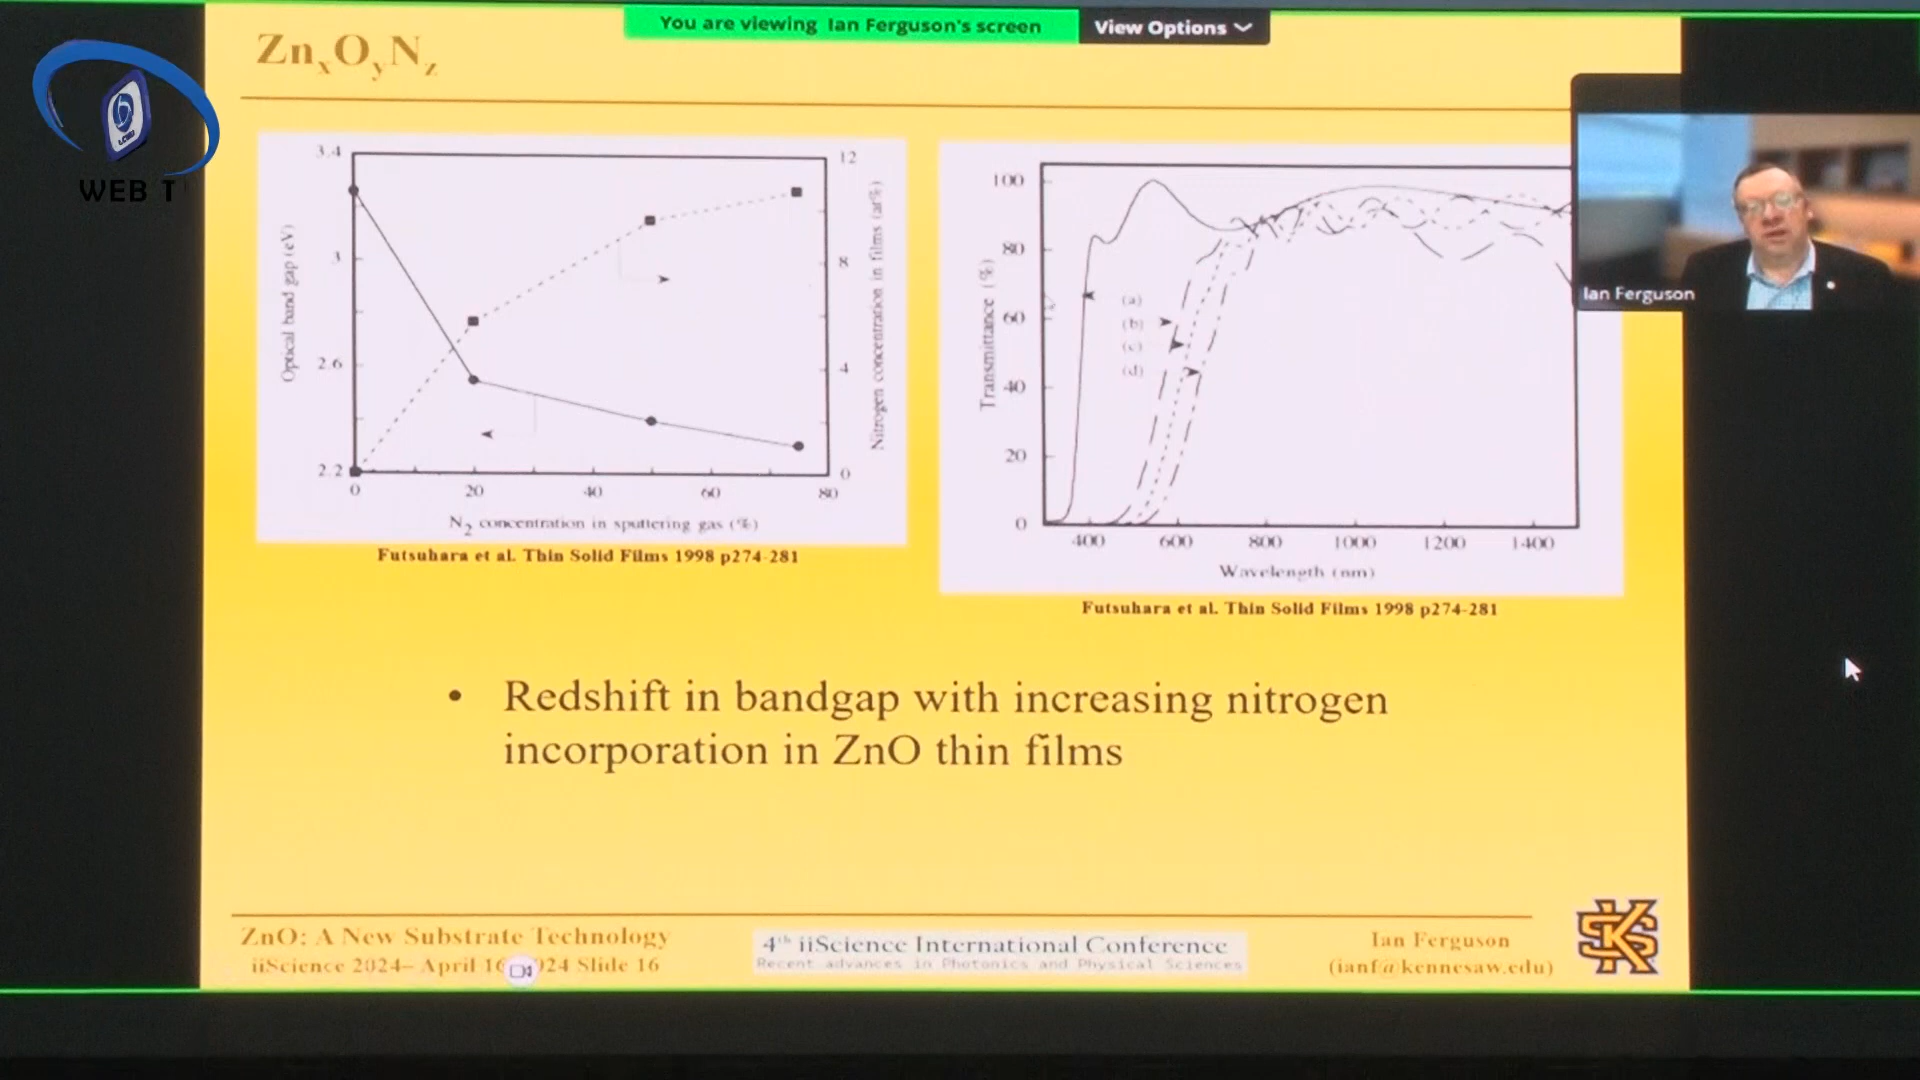 You are viewing Ian Ferguson's screen
View Options
WEB T
ZnxOyNz
3.4
3
2.6
2.2
12
8
4
0
0 20 40 60 80
Optical band gap (eV)
Nitrogen concentration in films (at%)
N2 concentration in sputtering gas (%)
Futsuhara et al. Thin Solid Films 1998 p274-281
100
80
60
40
20
0
400 600 800 1000 1200 1400
Transmittance (%)
Wavelength (nm)
(a)
(b)
(c)
(d)
Futsuhara et al. Thin Solid Films 1998 p274-281
Ian Ferguson
• Redshift in bandgap with increasing nitrogen
incorporation in ZnO thin films
ZnO: A New Substrate Technology
iiScience 2024– April 16 024 Slide 16
4th iiScience International Conference
Recent advances in Photonics and Physical Sciences
Ian Ferguson
(ianf@kennesaw.edu)
KS